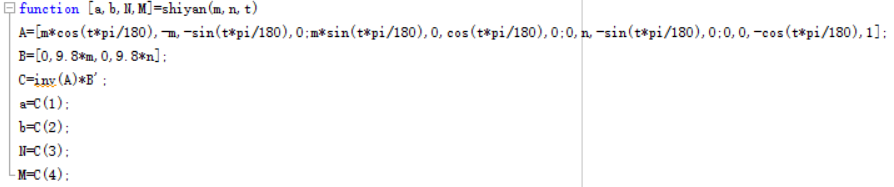 function [a,b,N,M]=shiyan(m,n,t)
A=[m*cos(t*pi/180),-m,-sin(t*pi/180),0;m*sin(t*pi/180),0,cos(t*pi/180),0;0,n,-sin(t*pi/180),0;0,0,-cos(t*pi/180),1];
B=[0,9.8*m,0,9.8*n];
C=inv(A)*B';
a=C(1);
b=C(2);
N=C(3);
M=C(4);